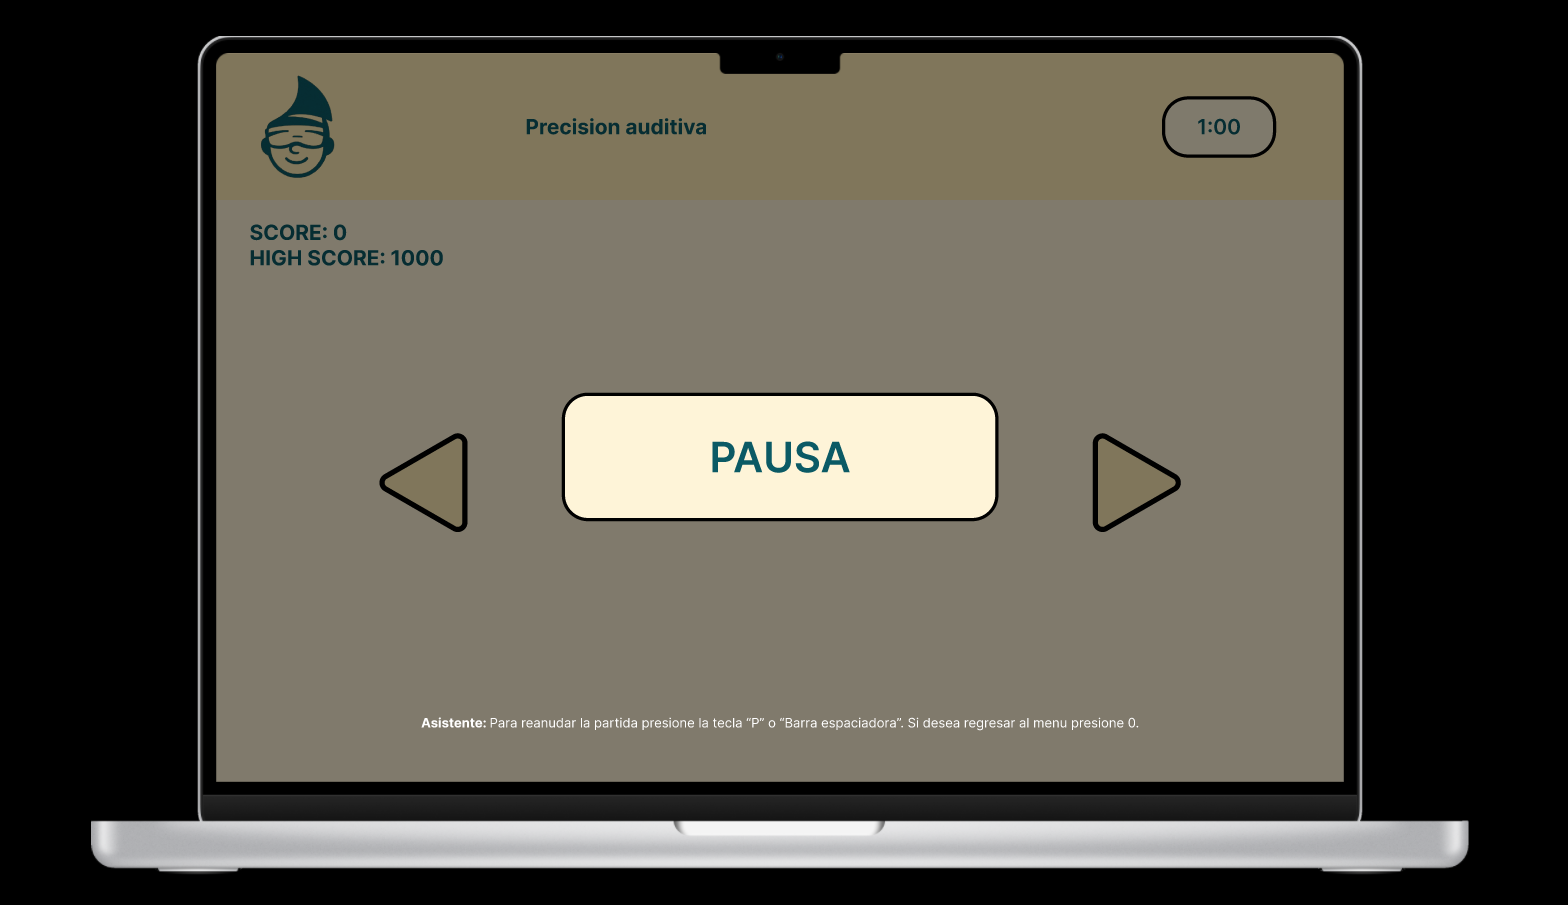 Precision auditiva
1:00
SCORE: 0
HIGH SCORE: 1000
PAUSA
Asistente: Para reanudar la partida presione la tecla “P” o “Barra espaciadora”. Si desea regresar al menu presione 0.